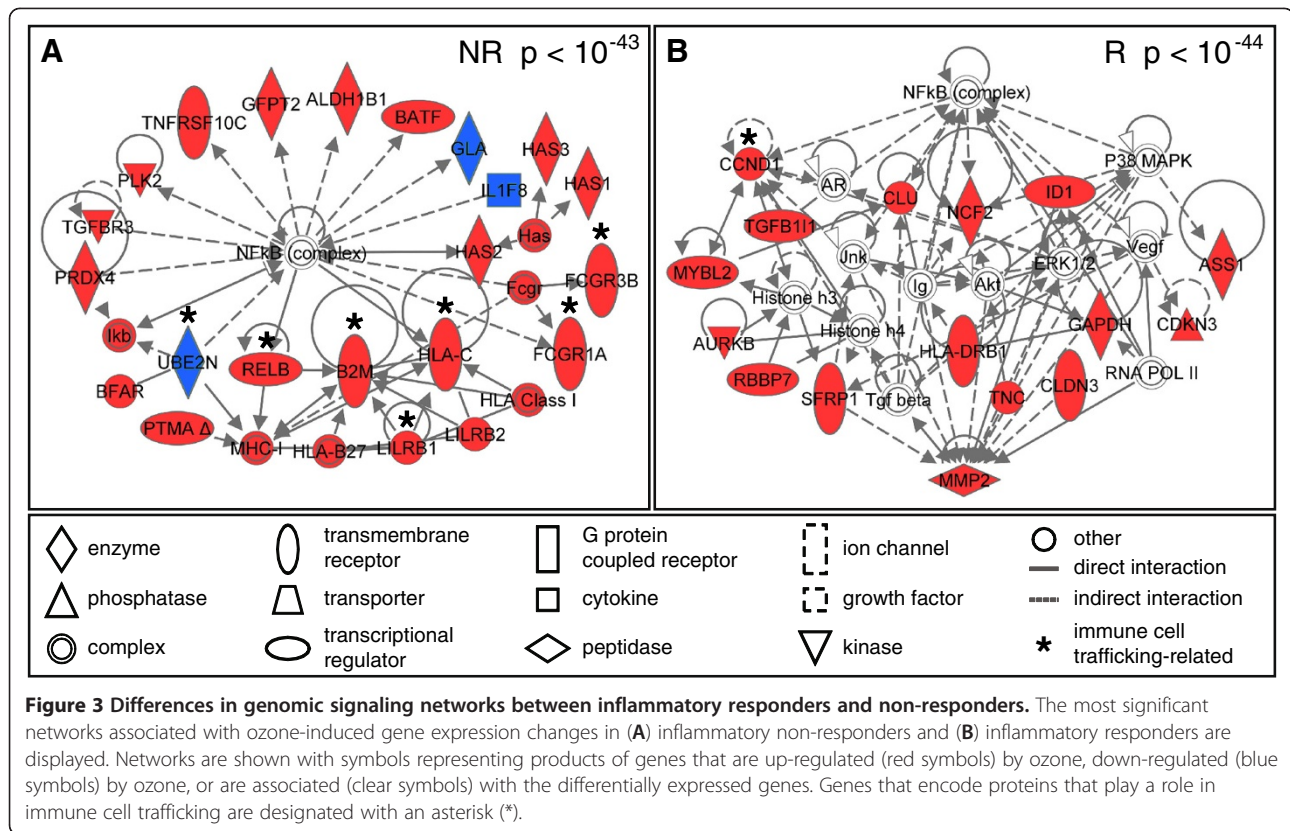 A
NR p < 10-43
TNFRSF10C
GFPT2
ALDH1B1
BATF
GLA
HAS3
IL1F8
HAS1
PLK2
TGFBR3
NFkB (complex)
HAS2
Has
*
PRDX4
Fcgr
FCGR3B
Ikb
*
UBE2N
*
RELB
*
B2M
*
HLA-C
*
FCGR1A
BFAR
HLA Class I
PTMA Δ
MHC-I
HLA-B27
*
LILRB1
LILRB2
B
R p < 10-44
NFkB (complex)
*
CCND1
AR
CLU
NCF2
ID1
P38 MAPK
TGFB1I1
MYBL2
Jnk
Ig
Akt
ERK1/2
Vegf
ASS1
Histone h3
Histone h4
AURKB
HLA-DRB1
GAPDH
CDKN3
RBBP7
SFRP1
Tgf beta
TNC
CLDN3
RNA POL II
MMP2
enzyme
transmembrane
receptor
G protein
coupled receptor
ion channel
other
direct interaction
phosphatase
transporter
cytokine
growth factor
indirect interaction
complex
transcriptional
regulator
peptidase
kinase
* immune cell
trafficking-related
Figure 3 Differences in genomic signaling networks between inflammatory responders and non-responders. The most significant
networks associated with ozone-induced gene expression changes in (A) inflammatory non-responders and (B) inflammatory responders are
displayed. Networks are shown with symbols representing products of genes that are up-regulated (red symbols) by ozone, down-regulated (blue
symbols) by ozone, or are associated (clear symbols) with the differentially expressed genes. Genes that encode proteins that play a role in
immune cell trafficking are designated with an asterisk (*).